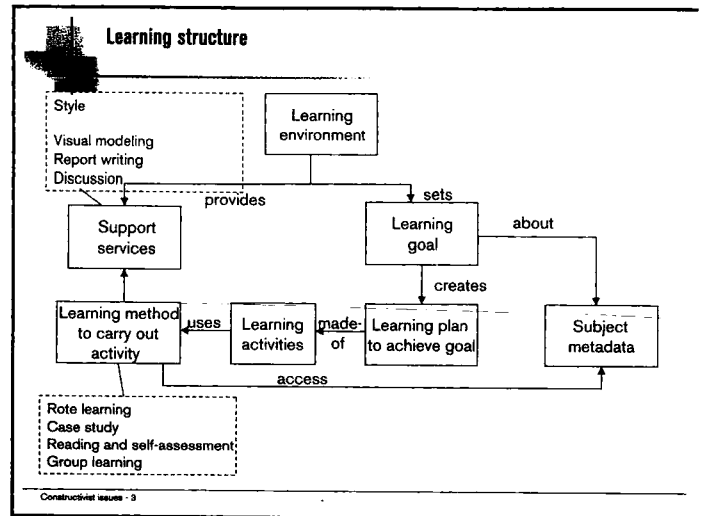 Learning structure
Style
Visual modeling
Report writing
Discussion
Learning
environment
provides
sets
Support
services
Learning
goal
about
creates
Learning method
to carry out
activity
uses
Learning
activities
made-
of
Learning plan
to achieve goal
Subject
metadata
access
Rote learning
Case study
Reading and self-assessment
Group learning
Constructivist issues - 3